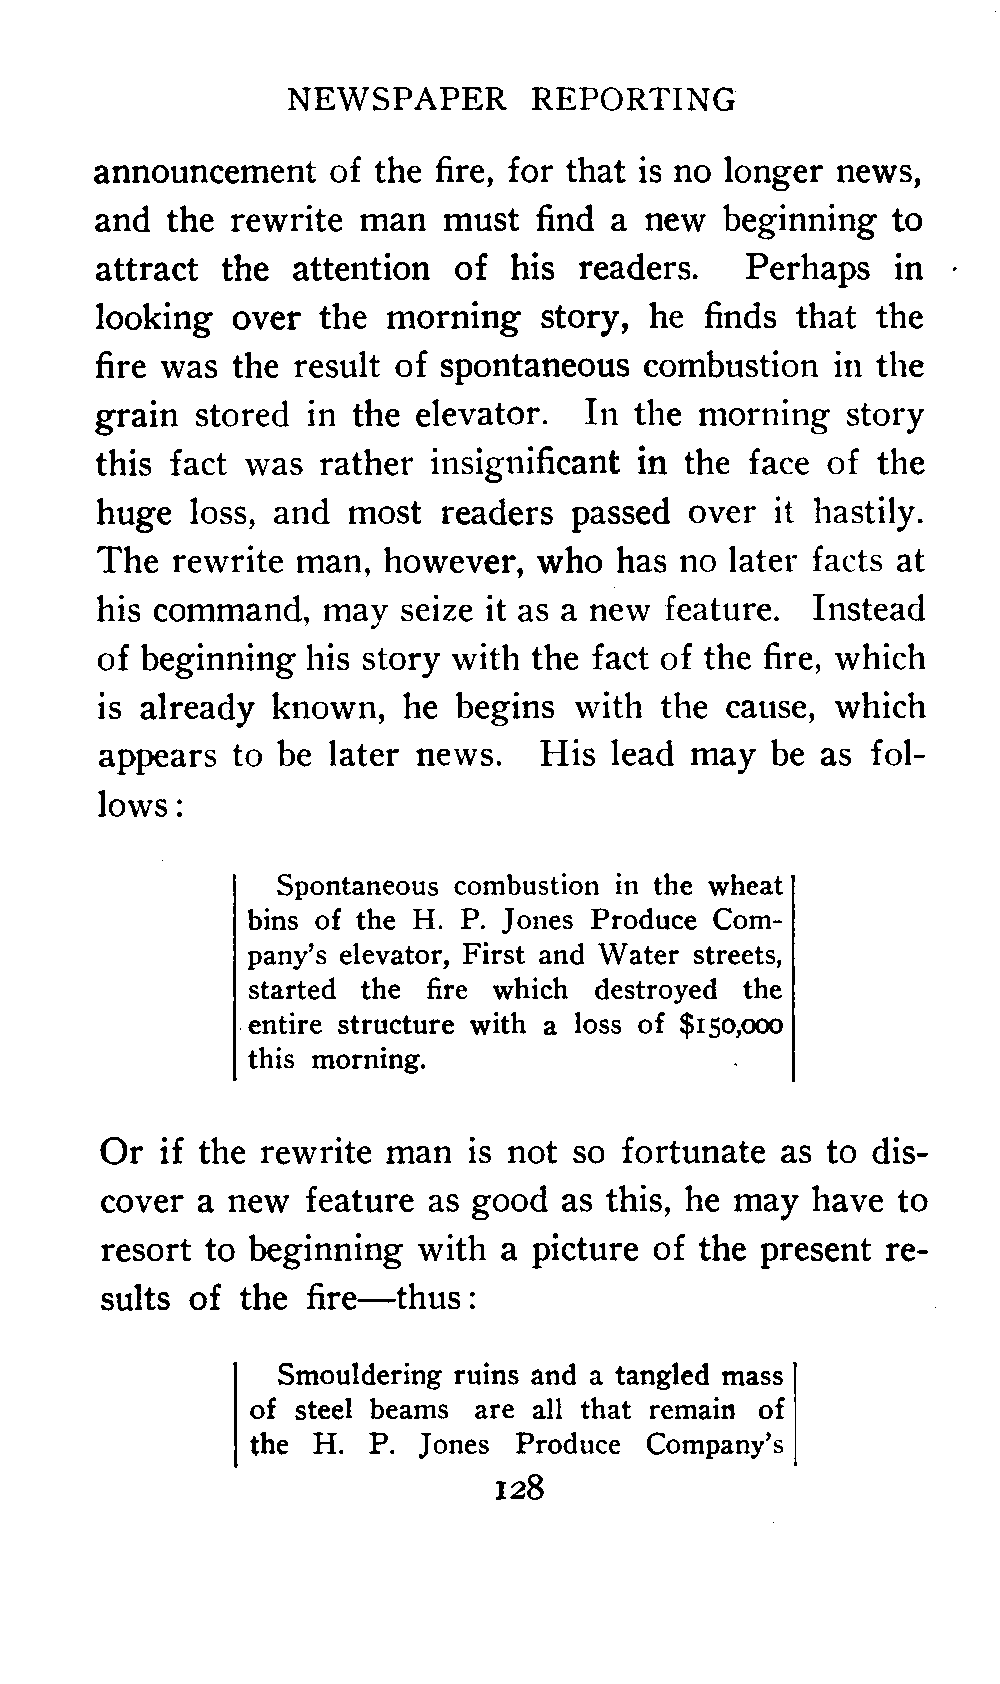 NEWSPAPER REPORTING
announcement of the fire, for that is no longer news,
and the rewrite man must find a new beginning to
attract the attention of his readers. Perhaps in
looking over the morning story, he finds that the
fire was the result of spontaneous combustion in the
grain stored in the elevator. In the morning story
this fact was rather insignificant in the face of the
huge loss, and most readers passed over it hastily.
The rewrite man, however, who has no later facts at
his command, may seize it as a new feature. Instead
of beginning his story with the fact of the fire, which
is already known, he begins with the cause, which
appears to be later news. His lead may be as fol-
lows:
Spontaneous combustion in the wheat
bins of the H. P. Jones Produce Com-
pany's elevator, First and Water streets,
started the fire which destroyed the
entire structure with a loss of $150,000
this morning.
Or if the rewrite man is not so fortunate as to dis-
cover a new feature as good as this, he may have to
resort to beginning with a picture of the present re-
sults of the fire—thus:
Smouldering ruins and a tangled mass
of steel beams are all that remain of
the H. P. Jones Produce Company's
128